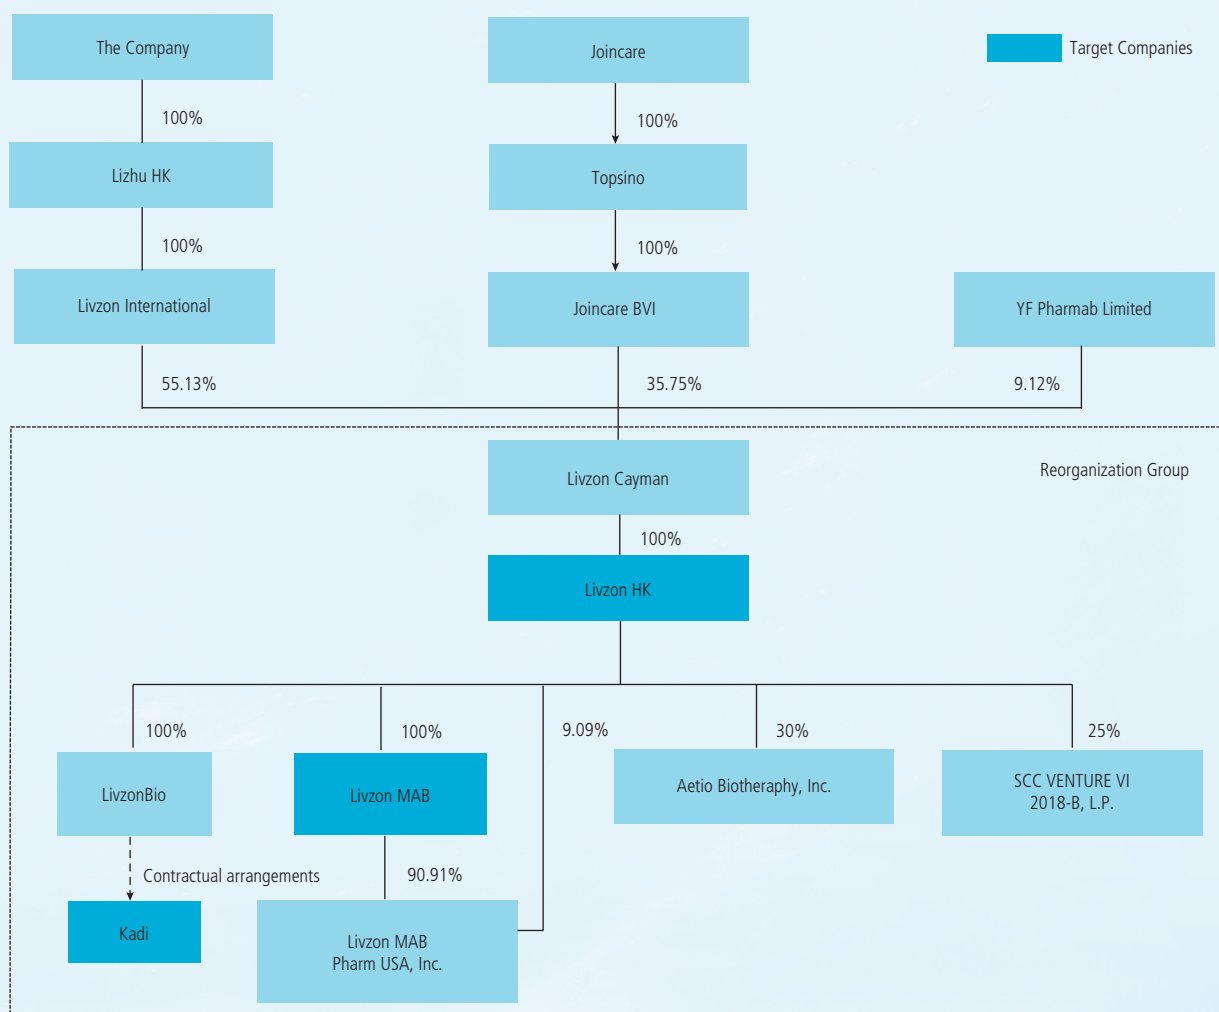 The Company
Joincare
Target Companies
100%
100%
Lizhu HK
Topsino
100%
100%
Livzon International
Joincare BVI
YF Pharmab Limited
55.13%
35.75%
9.12%
Reorganization Group
Livzon Cayman
100%
Livzon HK
100%
100%
9.09%
30%
25%
LivzonBio
Livzon MAB
Aetio Biotheraphy, Inc.
SCC VENTURE VI
2018-B, L.P.
Contractual arrangements
90.91%
Kadi
Livzon MAB
Pharm USA, Inc.